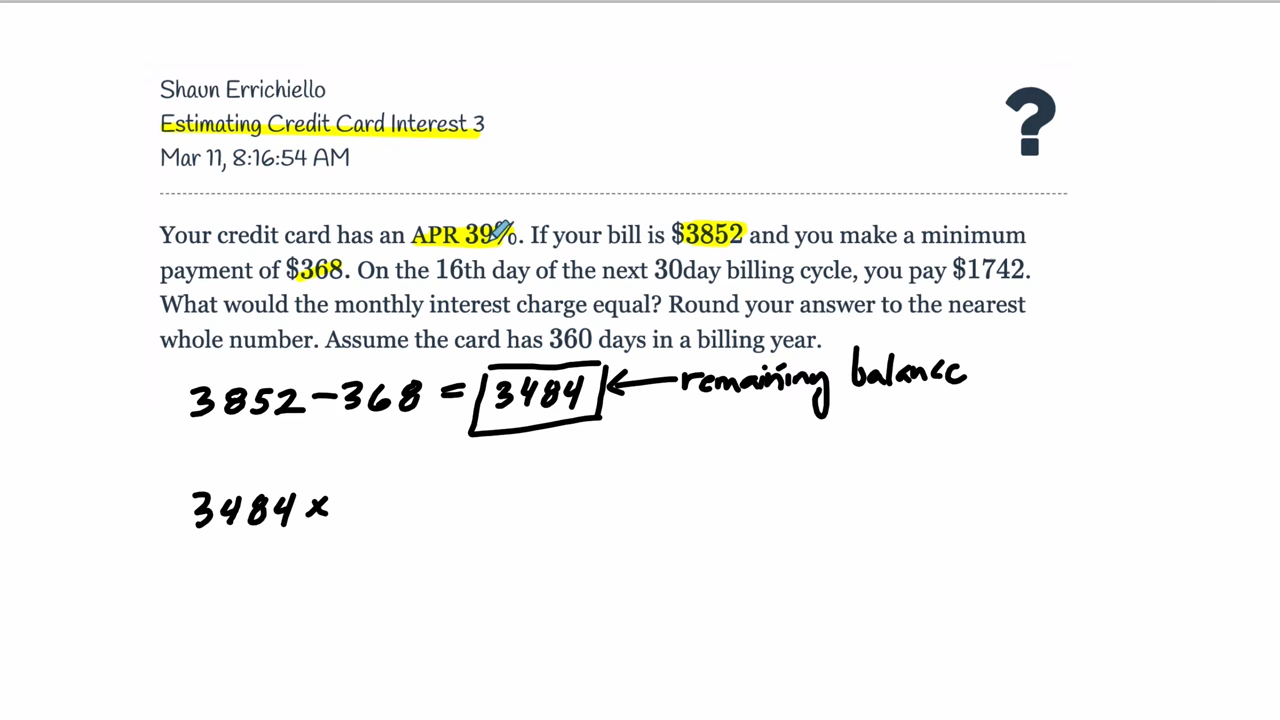 Shaun Errichiello
Estimating Credit Card Interest 3
Mar 11, 8:16:54 AM
?
Your credit card has an APR 39%. If your bill is $3852 and you make a minimum
payment of $368. On the 16th day of the next 30day billing cycle, you pay $1742.
What would the monthly interest charge equal? Round your answer to the nearest
whole number. Assume the card has 360 days in a billing year.
3852 - 368 = 3484 ← remaining balance
3484 ×